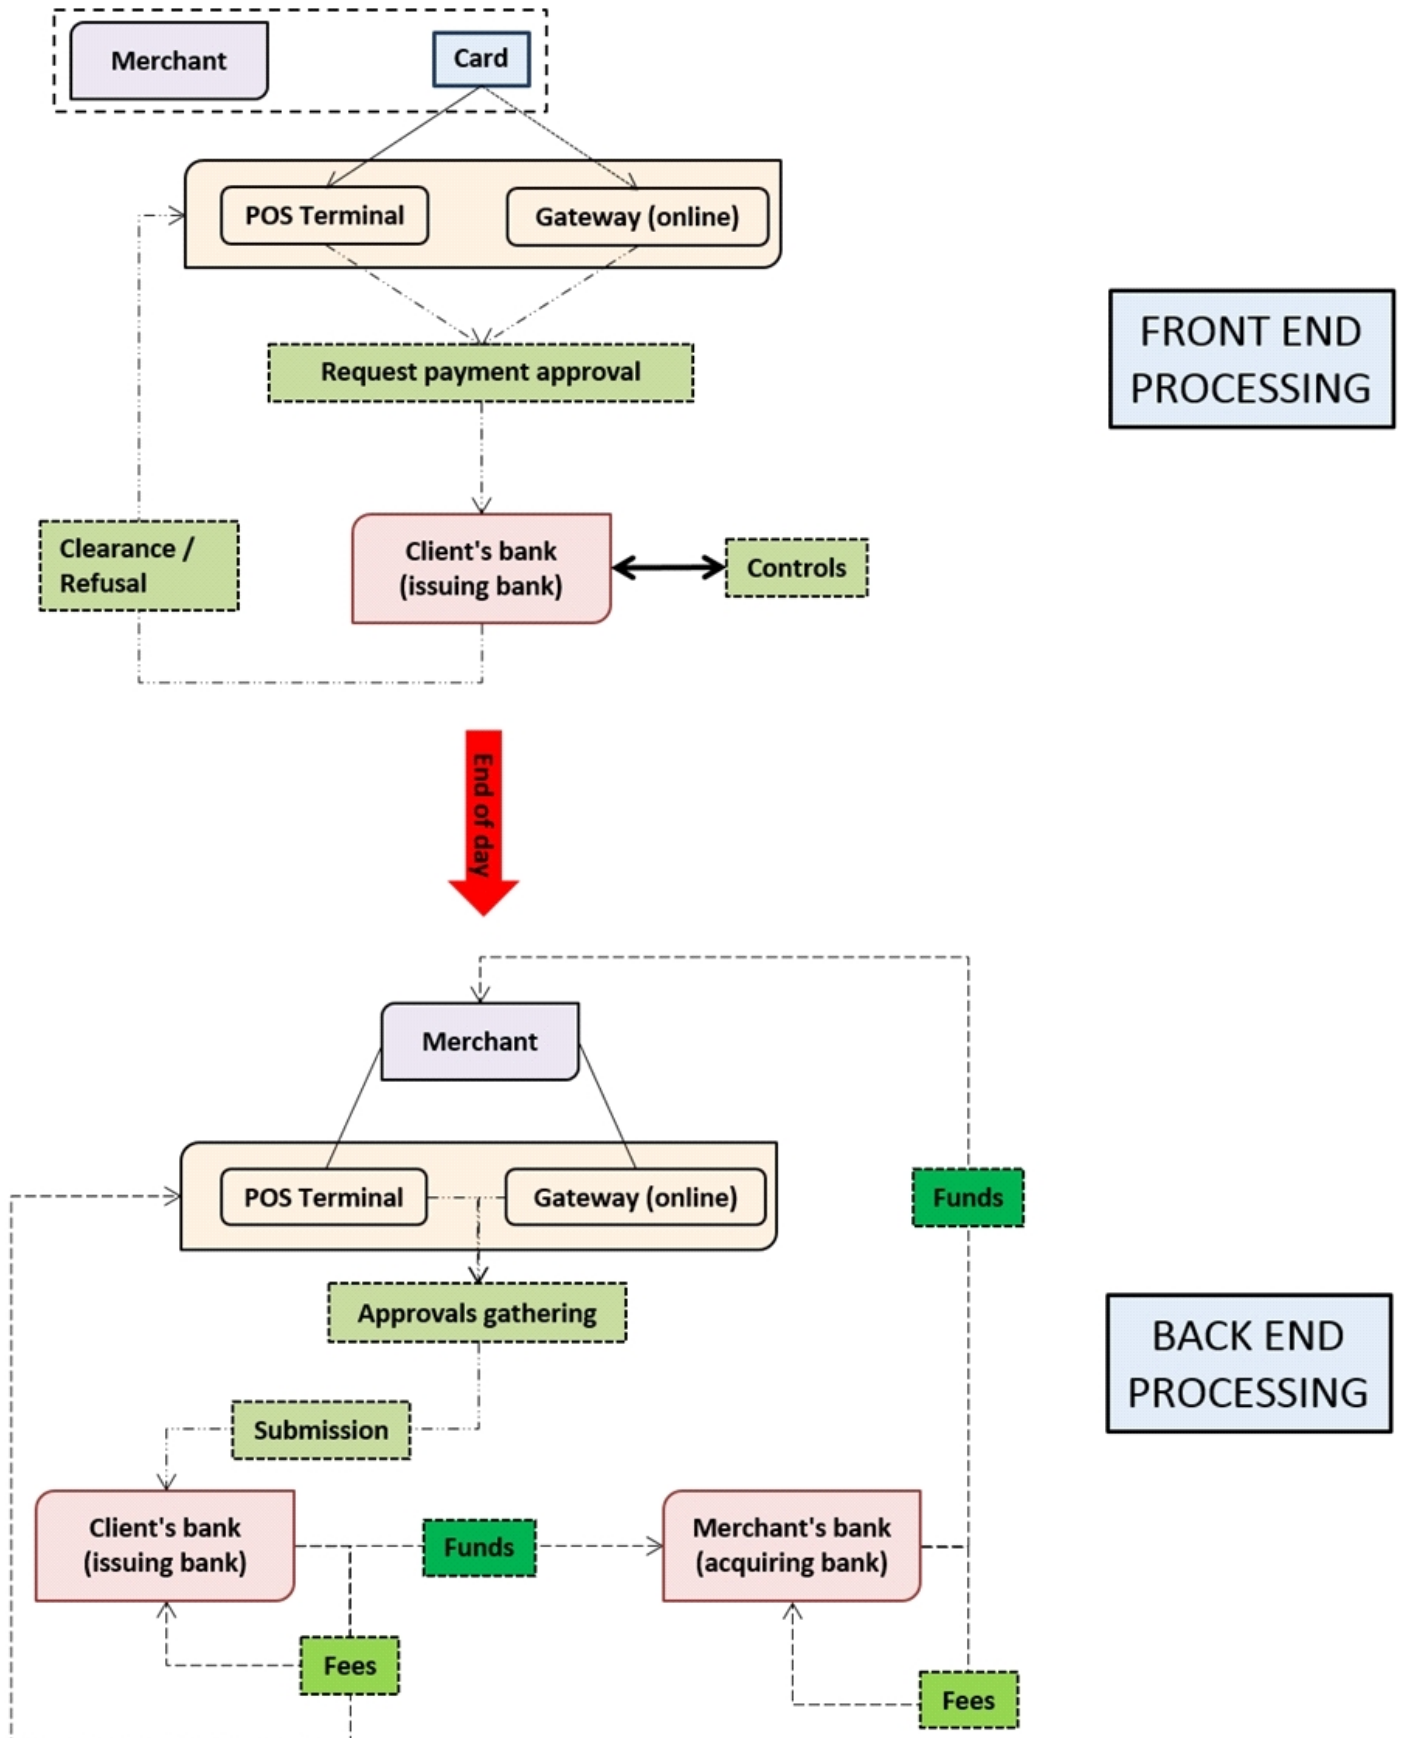 Merchant
Card
POS Terminal
Gateway (online)
Request payment approval
FRONT END
PROCESSING
Clearance /
Refusal
Client's bank
(issuing bank)
Controls
End of day
Merchant
POS Terminal
Gateway (online)
Funds
Approvals gathering
BACK END
PROCESSING
Submission
Client's bank
(issuing bank)
Funds
Merchant's bank
(acquiring bank)
Fees
Fees